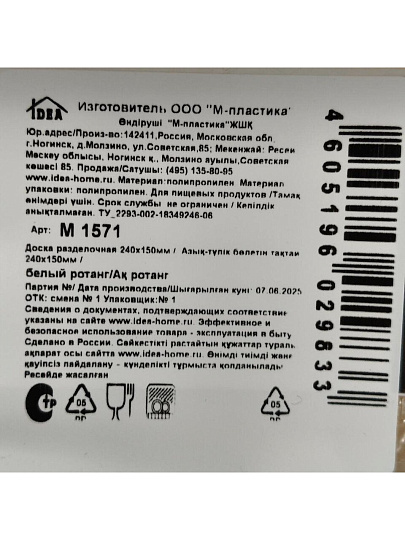 IDEA
Изготовитель ООО "М-пластика"
Өндіруші "М-пластика"ЖШҚ
Юр.адрес/Произ-во:142411,Россия, Московская обл.
г.Ногинск, д.Молзино, ул.Советская,85; Мекенжай: Ресей
Мәскеу облысы, Ногинск қ., Молзино ауылы,Советская
көшесі 85. Продажа/Сатушы: (495) 135-80-95
www.idea-home.ru. Материал:полипропилен. Материал
упаковки: полипропилен. Для пищевых продуктов /Тамақ
өнімдері үшін. Срок службы не ограничен / Кепілдік
анықталмаған. ТУ_2293-002-18349246-06
Арт: М 1571
Доска разделочная 240х150мм / Азық-түлік бөлетін тақтай
240х150мм /
белый ротанг/Ақ ротанг
Партия №/ Дата производства/Шығарылған күні: 07.06.2025
ОТК: смена № 1 Упаковщик:№ 1
Сведения о документах, подтверждающих соответствие
указаны на сайте www.idea-home.ru. Эффективное и
безопасное использование товара - эксплуатация в быту
Сделано в России. Сәйкестікті растайтын құжаттар туралы
ақпарат осы сайтта www.idea-home.ru. Өнімді тиімді және
қауіпсіз пайдалану - күнделікті тұрмыста қолданылады
Ресейде жасалған
СТР
05
PP
05
PP
4 605196 029833